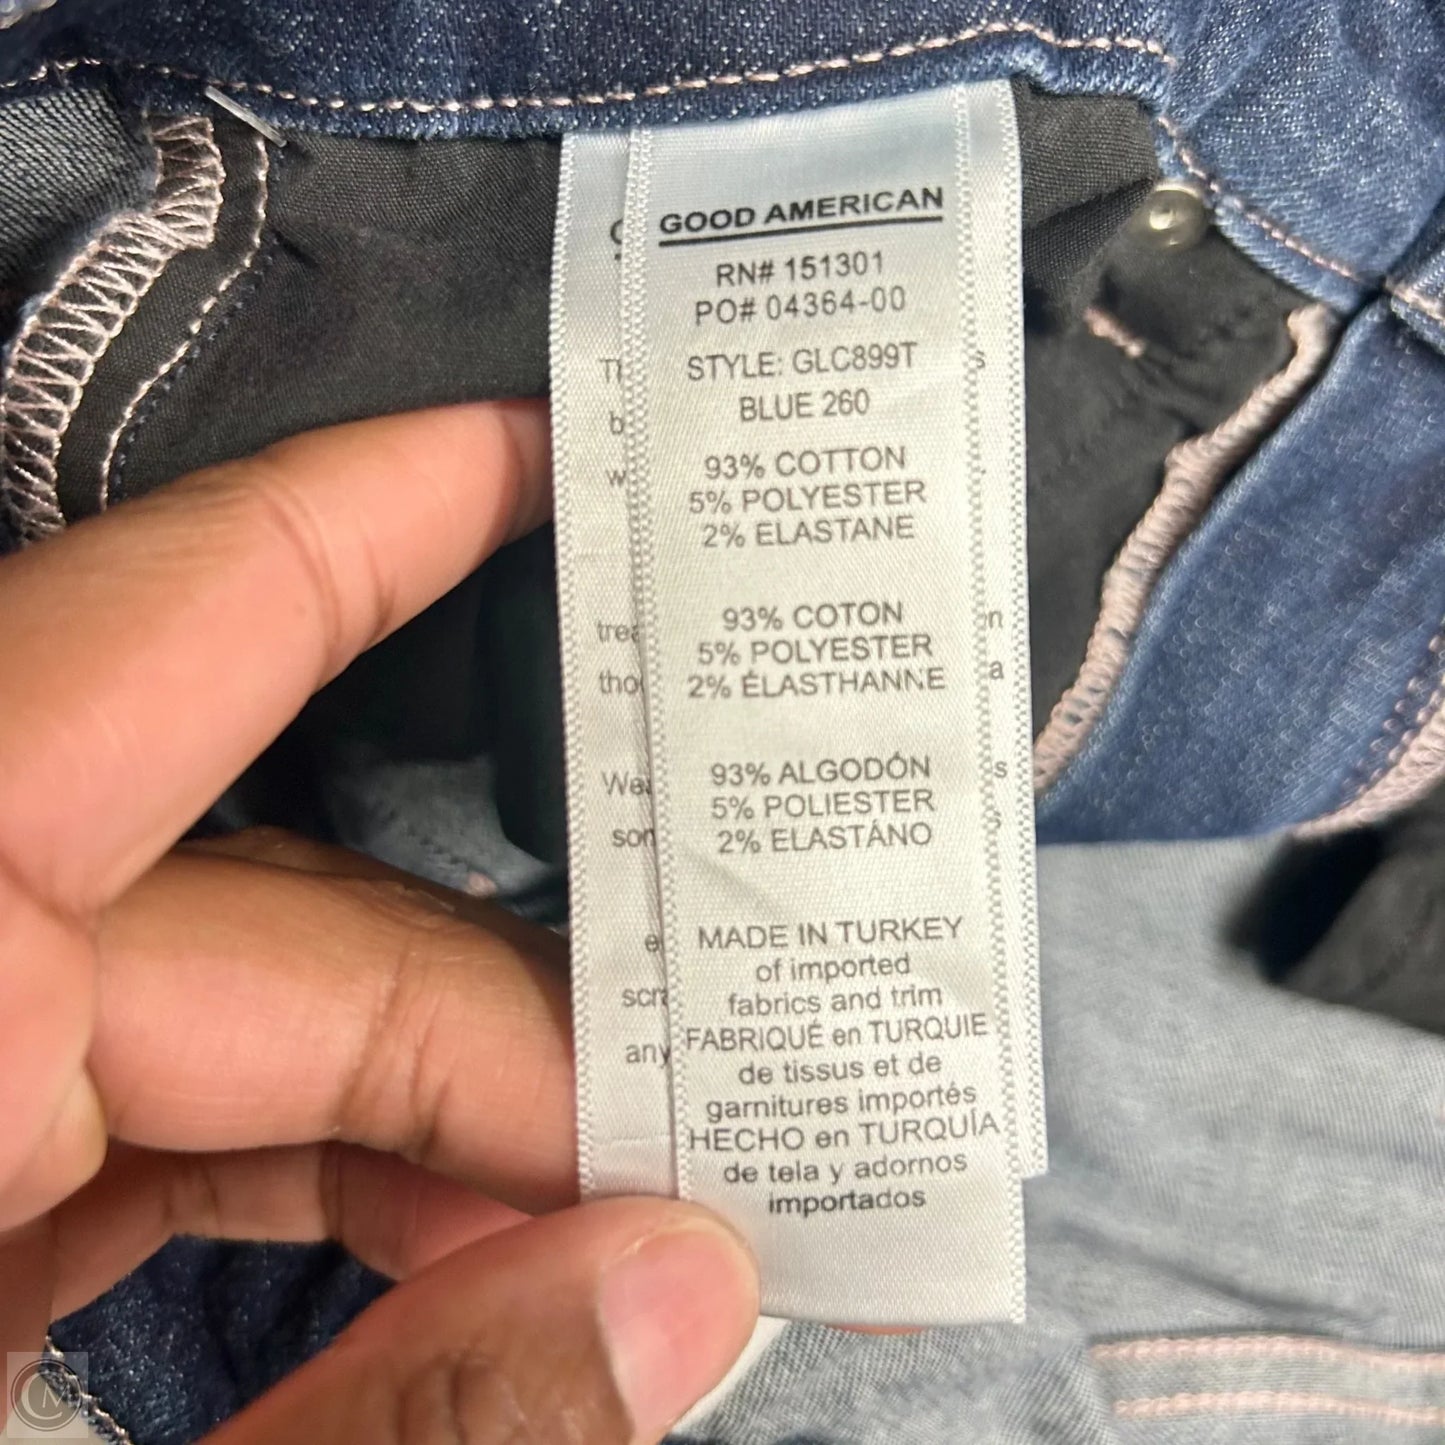 GOOD AMERICAN
RN# 151301
PO# 04364-00
STYLE: GLC899T
BLUE 260
93% COTTON
5% POLYESTER
2% ELASTANE
93% COTON
5% POLYESTER
2% ÉLASTHANNE
93% ALGODÓN
5% POLIESTER
2% ELASTÁNO
MADE IN TURKEY
of imported
fabrics and trim
FABRIQUÉ en TURQUIE
de tissus et de
garnitures importés
HECHO en TURQUÍA
de tela y adornos
importados
any
CM